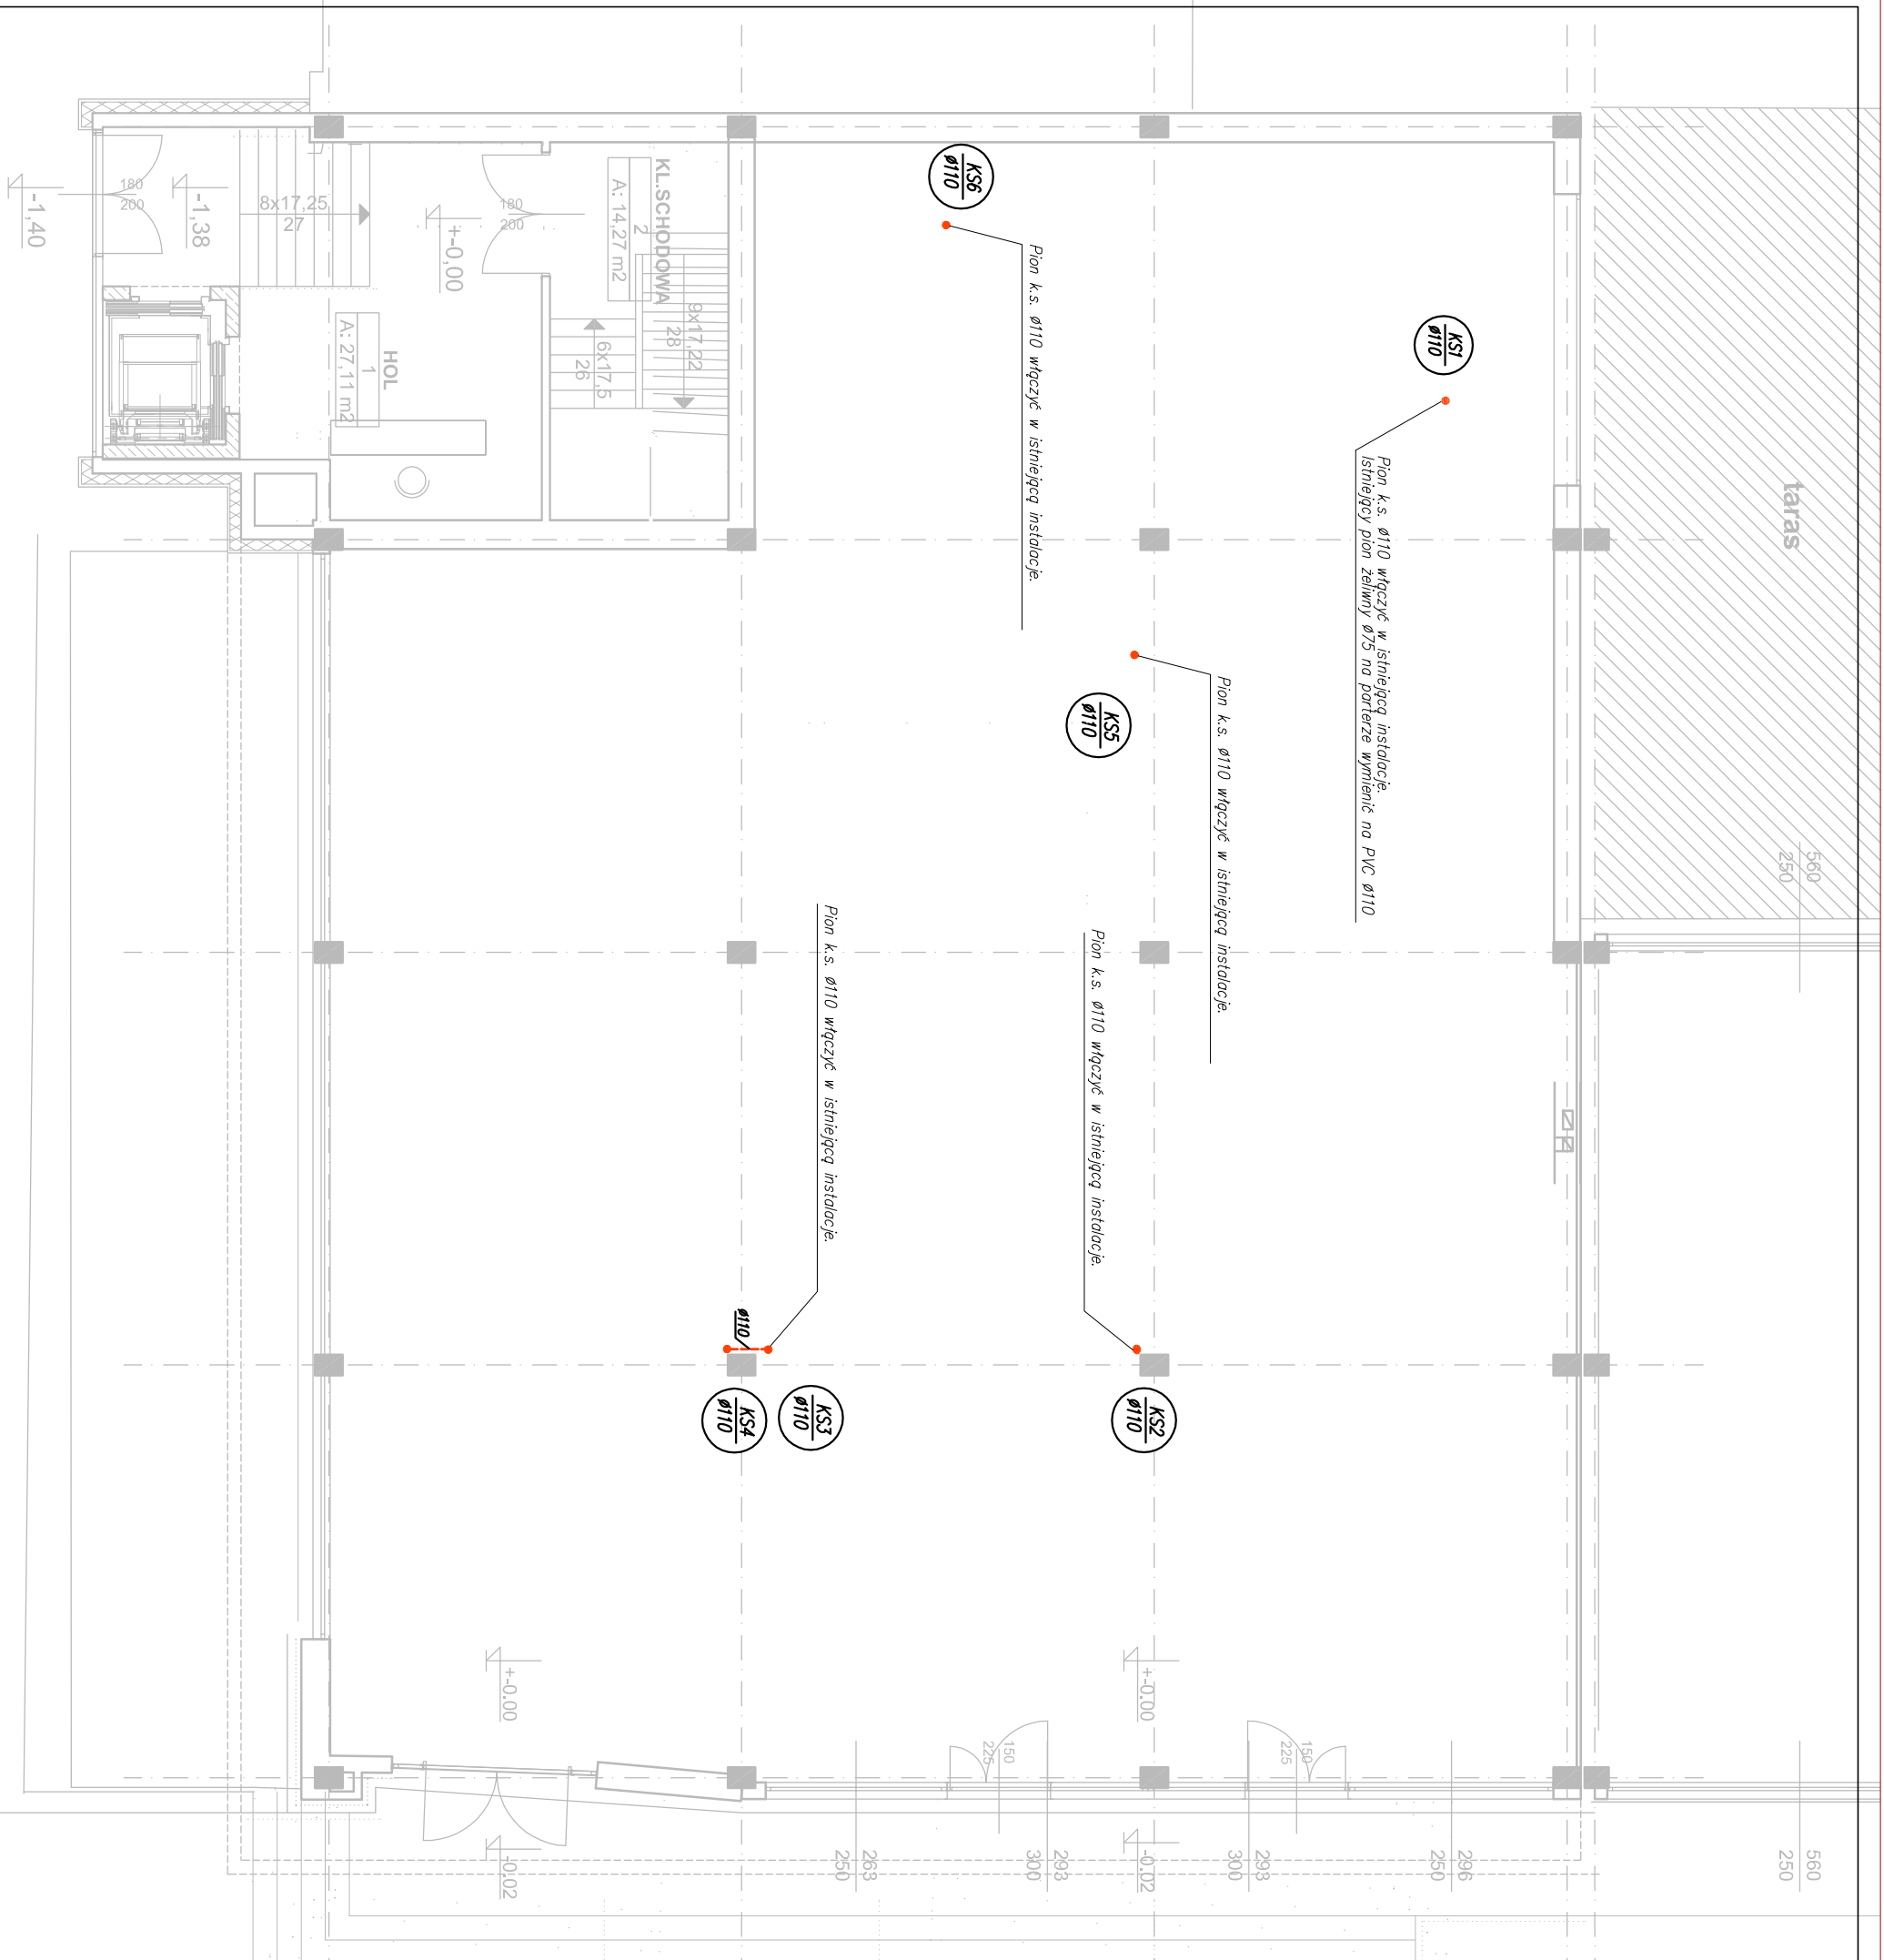 taras
560
250
560
250
KS1
ø110
Pion k.s. ø110 włączyć w istniejącą instalację.
Istniejący pion żeliwny ø75 na parterze wymienić na PVC ø110
Pion k.s. ø110 włączyć w istniejącą instalację.
KS5
ø110
Pion k.s. ø110 włączyć w istniejącą instalację.
KS2
ø110
KS6
ø110
Pion k.s. ø110 włączyć w istniejącą instalację.
Pion k.s. ø110 włączyć w istniejącą instalację.
ø110
KS3
ø110
KS4
ø110
KL.SCHODOWA
2
A: 14,27 m2
9x17,22
28
6x17,5
26
180
200
+-0,00
HOL
1
A: 27,11 m2
8x17,25
27
180
200
-1,38
-1,40
+-0.00
+-0.00
150
225
150
225
296
250
293
300
-0.02
293
300
263
250
-0.02